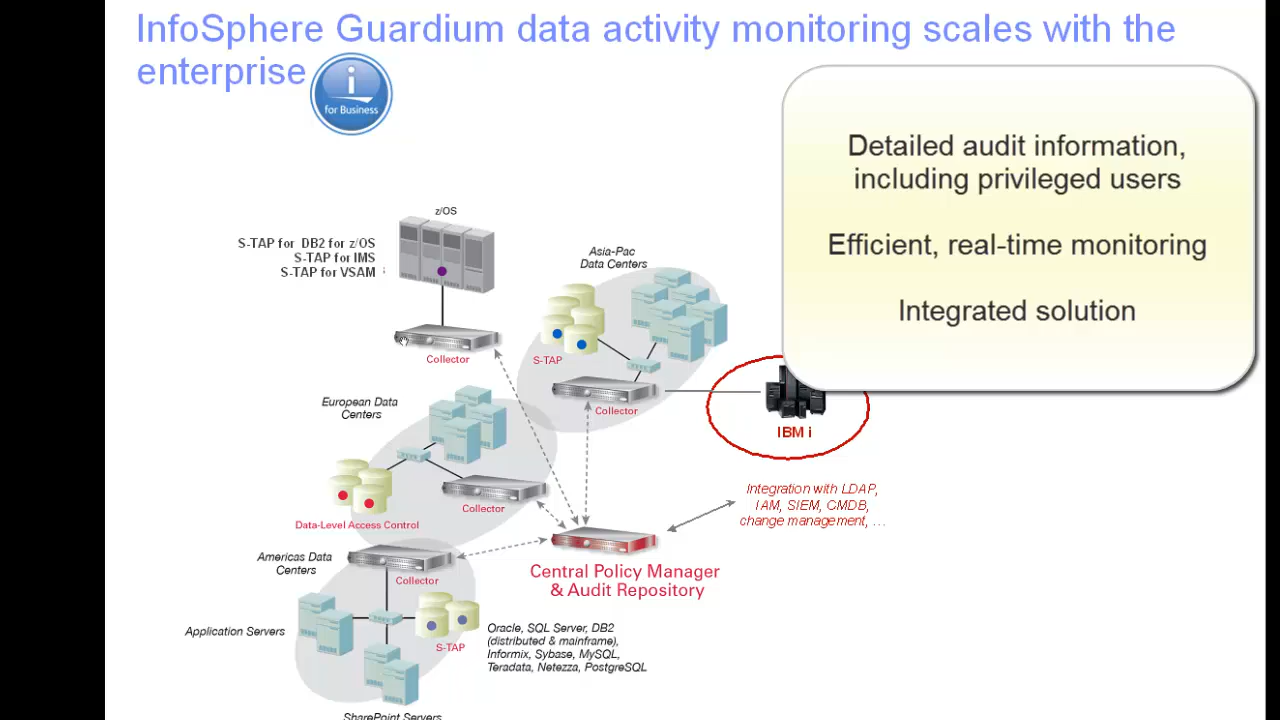 InfoSphere Guardium data activity monitoring scales with the
enterprise
i
for Business
Detailed audit information,
including privileged users
Efficient, real-time monitoring
Integrated solution
z/OS
S-TAP for DB2 for z/OS
S-TAP for IMS
S-TAP for VSAM
Collector
Asia-Pac
Data Centers
S-TAP
Collector
IBM i
European Data
Centers
Collector
Data-Level Access Control
Integration with LDAP,
IAM, SIEM, CMDB,
change management, …
Central Policy Manager
& Audit Repository
Americas Data
Centers
Collector
Application Servers
S-TAP
Oracle, SQL Server, DB2
(distributed & mainframe),
Informix, Sybase, MySQL,
Teradata, Netezza, PostgreSQL
SharePoint Servers